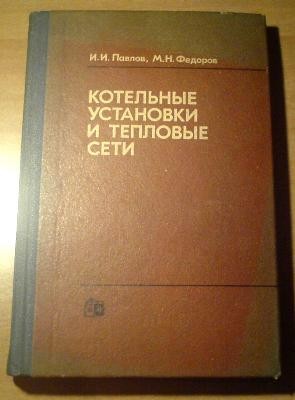 И. И. Павлов, М. Н. Федоров
КОТЕЛЬНЫЕ
УСТАНОВКИ
И ТЕПЛОВЫЕ
СЕТИ